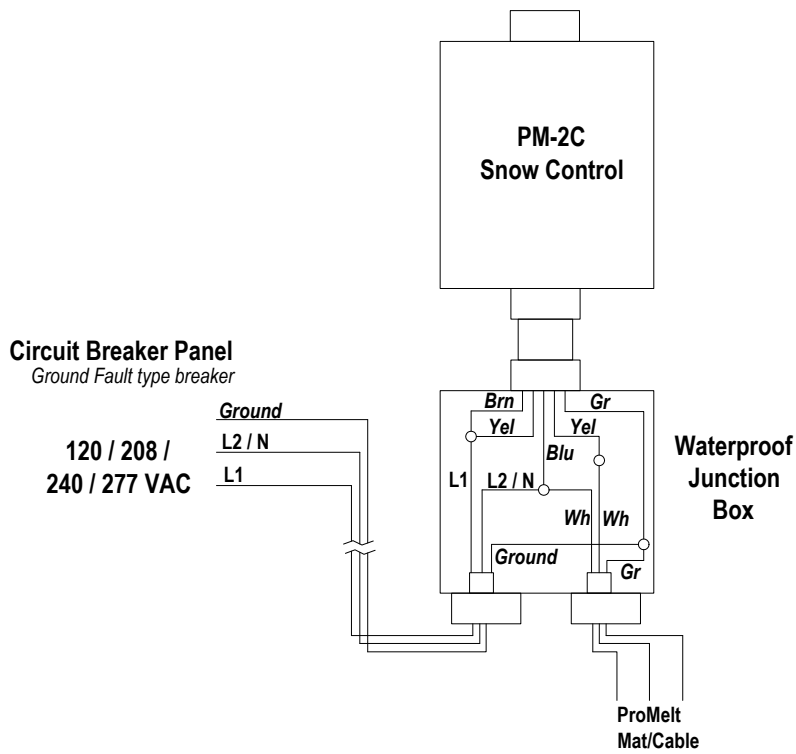 PM-2C
Snow Control
Circuit Breaker Panel
Ground Fault type breaker
Ground
L2 / N
L1
120 / 208 /
240 / 277 VAC
Brn
Gr
Yel
Yel
Blu
L1
L2 / N
Wh
Wh
Ground
Gr
Waterproof
Junction
Box
ProMelt
Mat/Cable